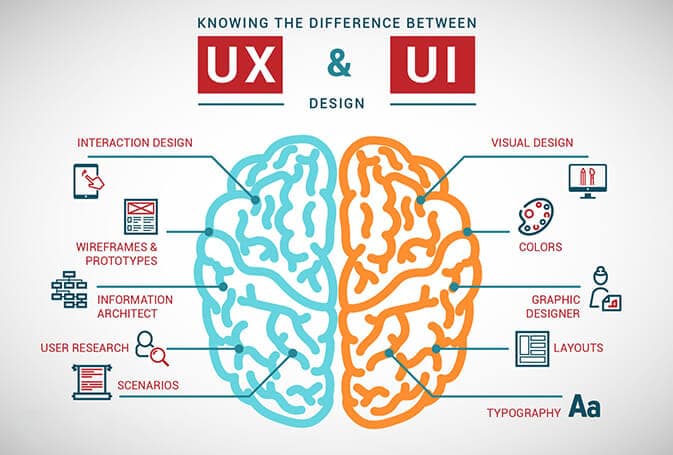 KNOWING THE DIFFERENCE BETWEEN
UX & UI
DESIGN
INTERACTION DESIGN
WIREFRAMES &
PROTOTYPES
INFORMATION
ARCHITECT
USER RESEARCH
SCENARIOS
VISUAL DESIGN
COLORS
GRAPHIC
DESIGNER
LAYOUTS
TYPOGRAPHY Aa